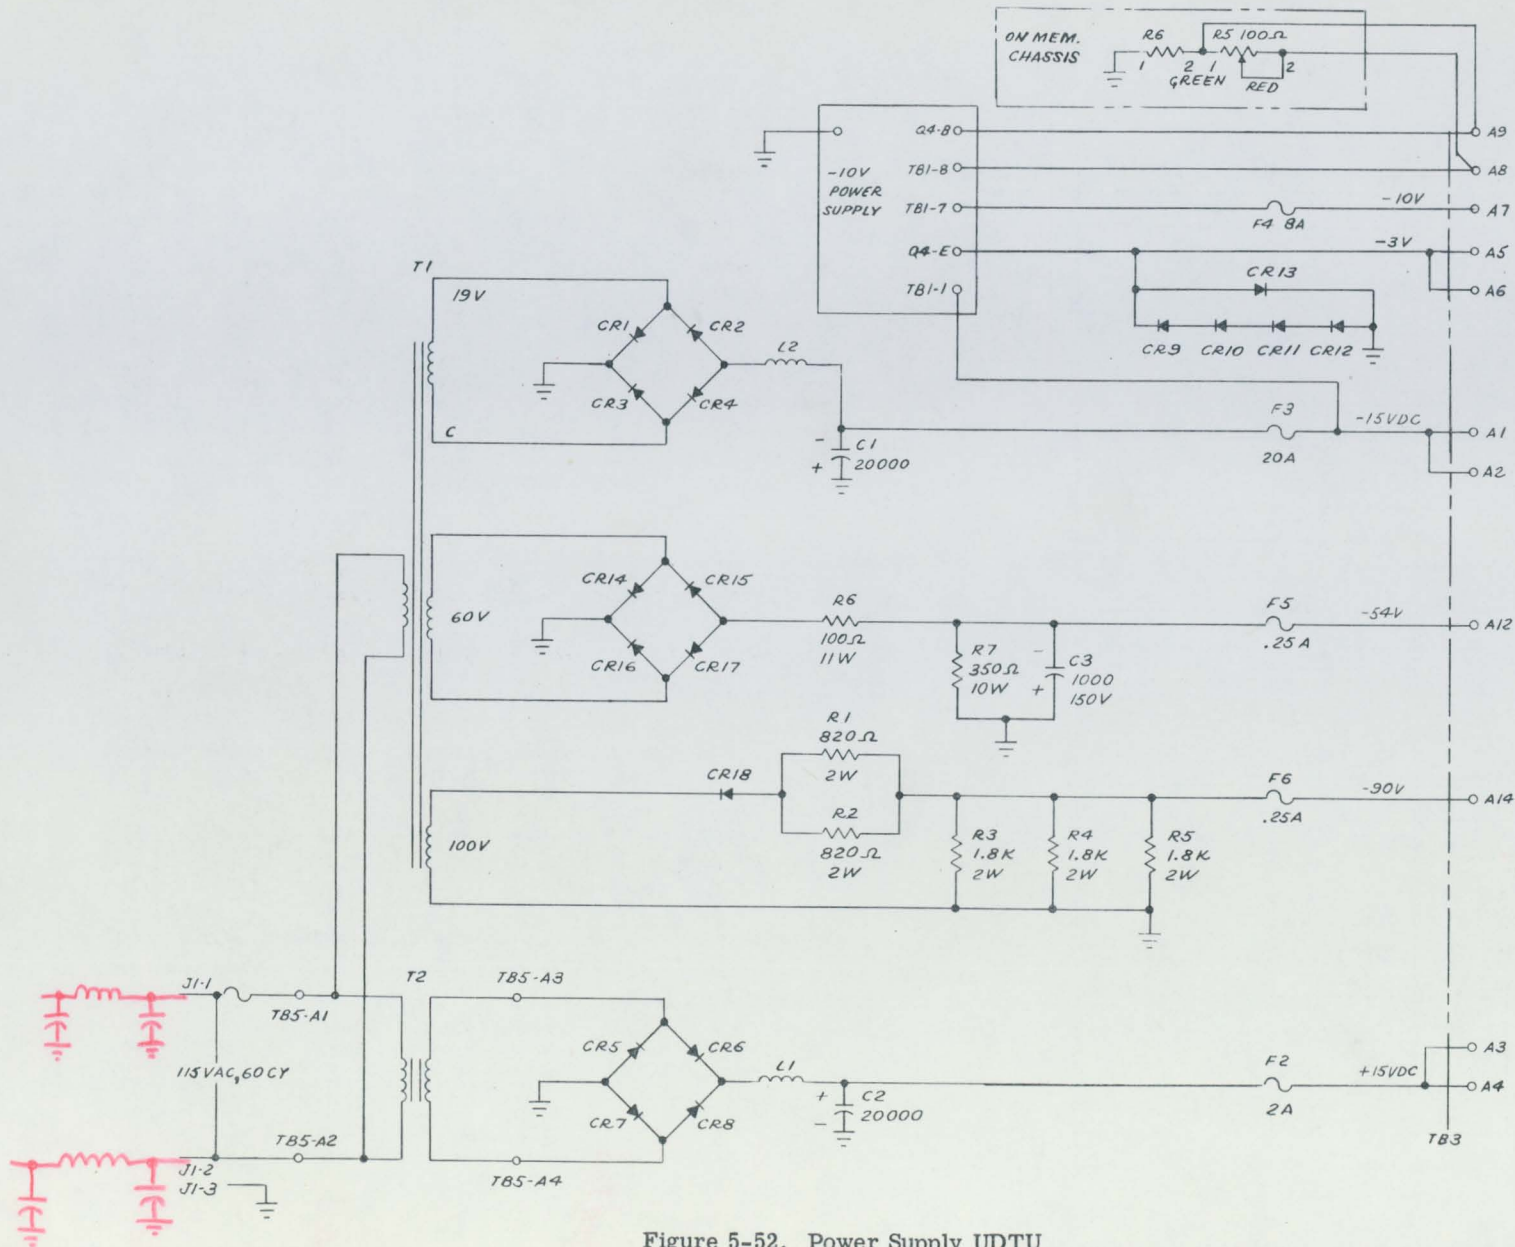 ON MEM.
CHASSIS
R6
R5 100Ω
1
2
1
2
GREEN
RED
-10V
POWER
SUPPLY
Q4-B
TB1-8
TB1-7
Q4-E
TB1-1
F4 8A
-10V
-3V
A9
A8
A7
A5
A6
CR13
CR9 CR10 CR11 CR12
T1
19V
C
CR1
CR2
CR3
CR4
L2
-
+
C1
20000
F3
20A
-15VDC
A1
A2
60V
CR14
CR15
CR16
CR17
R6
100Ω
11W
R7
350Ω
10W
-
+
C3
1000
150V
F5
.25A
-54V
A12
100V
CR18
R1
820Ω
2W
R2
820Ω
2W
R3
1.8K
2W
R4
1.8K
2W
R5
1.8K
2W
F6
.25A
-90V
A14
J1-1
TB5-A1
115VAC,60CY
TB5-A2
J1-2
J1-3
T2
TB5-A3
TB5-A4
CR5
CR6
CR7
CR8
L1
+
-
C2
20000
F2
2A
+15VDC
A3
A4
TB3
Figure 5-52. Power Supply UDTU